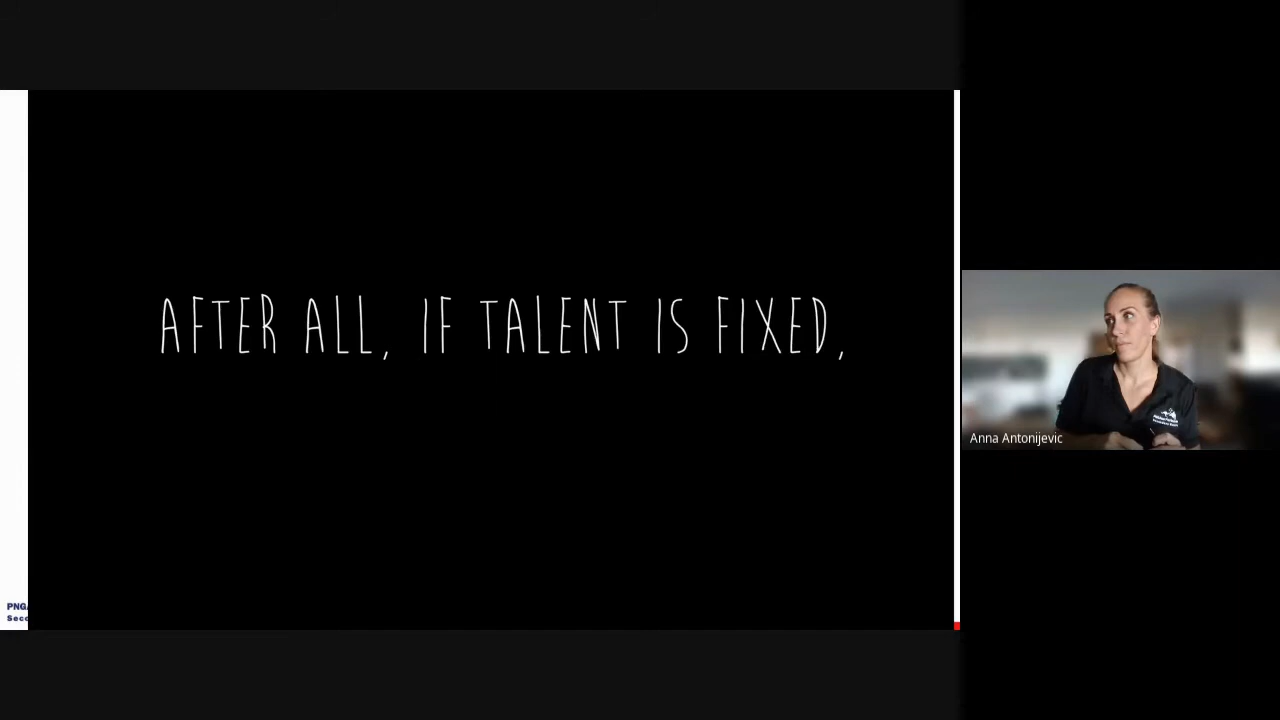 AFTER ALL, IF TALENT IS FIXED,
Anna Antonijevic